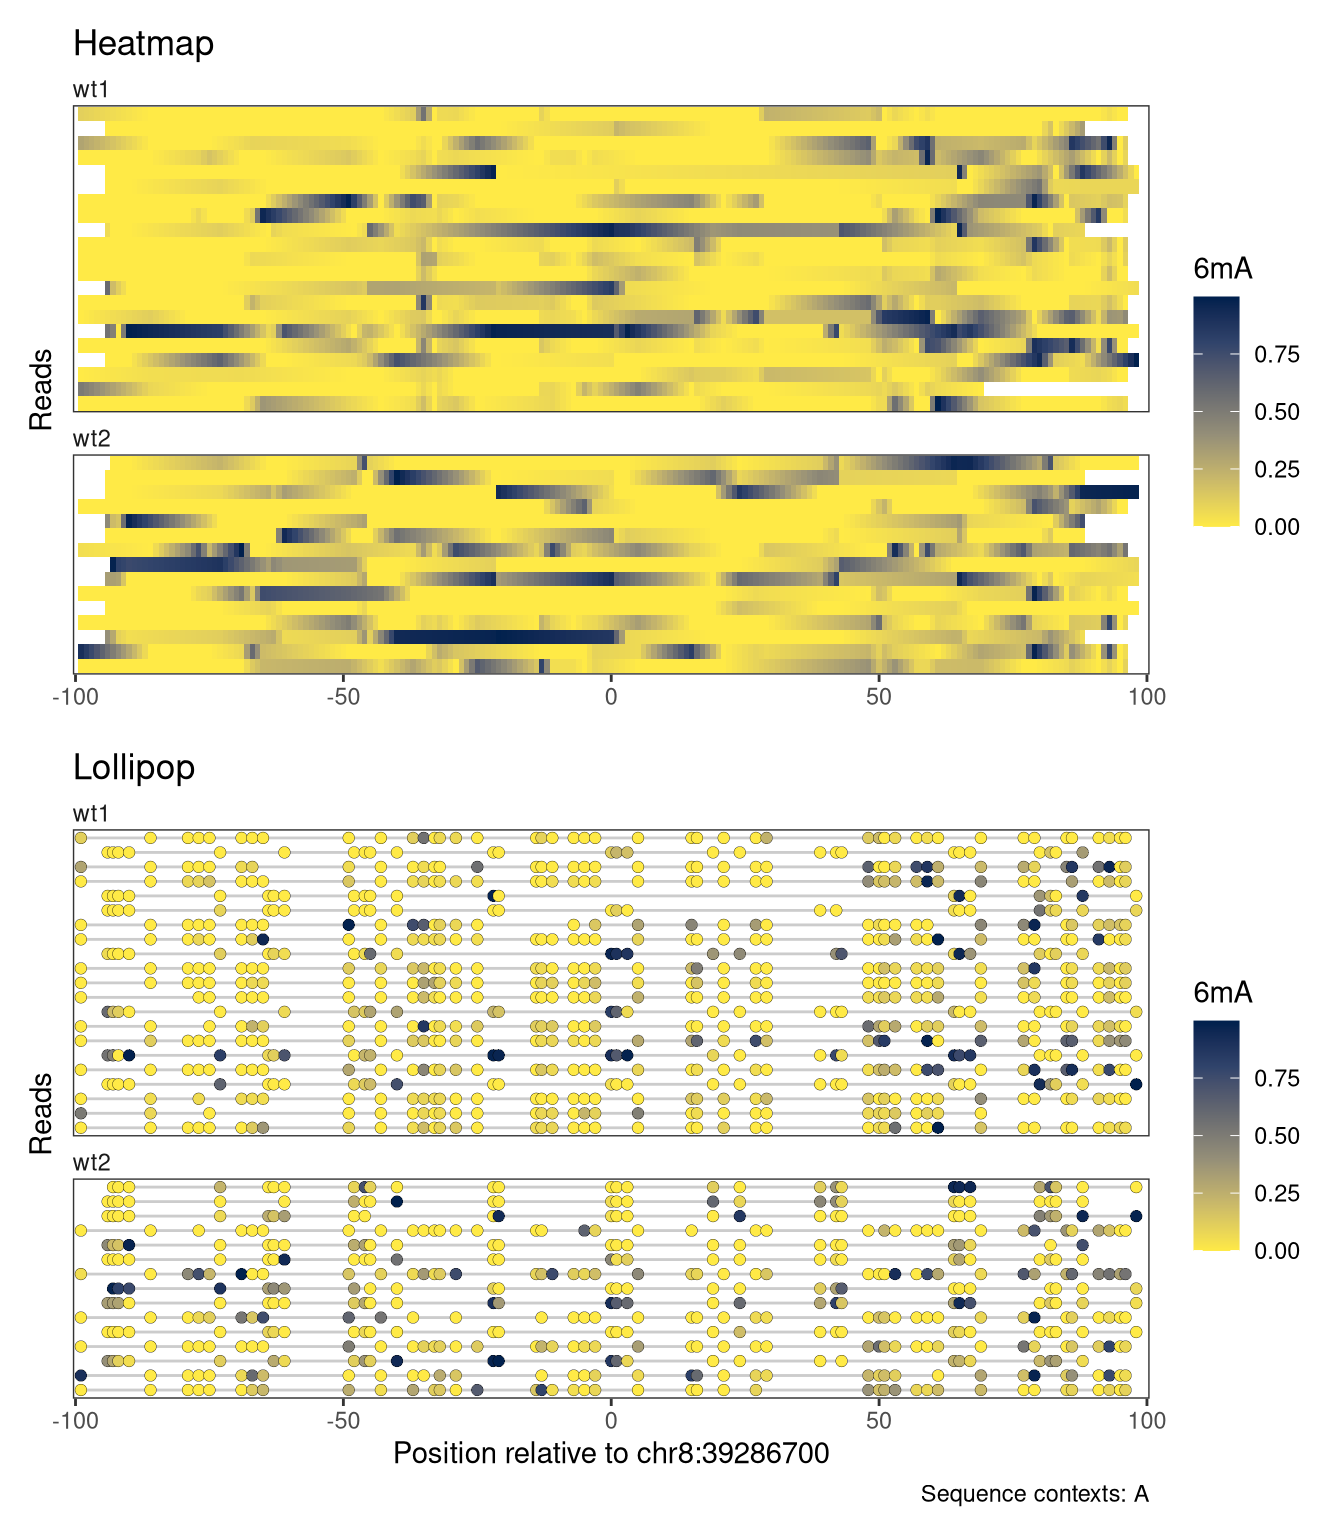 Heatmap
wt1
Reads
wt2
-100 -50 0 50 100
6mA
0.75
0.50
0.25
0.00
Lollipop
wt1
Reads
wt2
-100 -50 0 50 100
Position relative to chr8:39286700
6mA
0.75
0.50
0.25
0.00
Sequence contexts: A